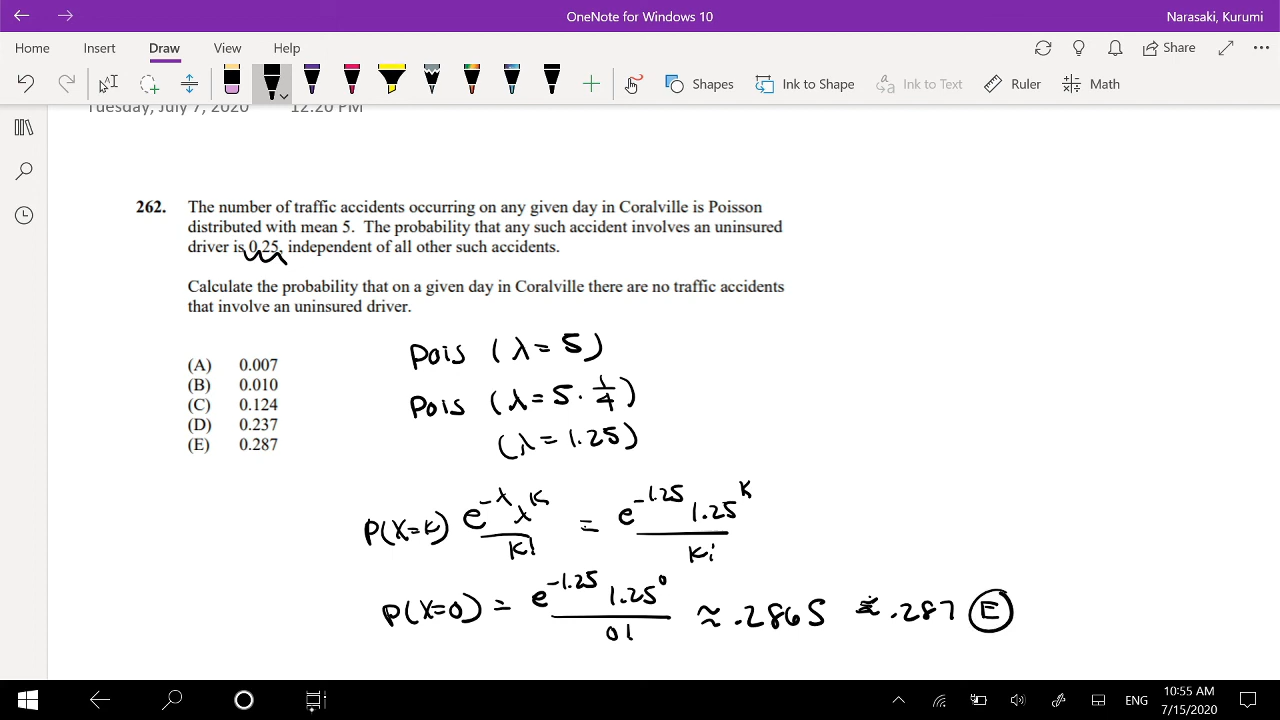 OneNote for Windows 10
Narasaki, Kurumi
Home Insert Draw View Help
Share
Shapes Ink to Shape Ink to Text Ruler Math
Tuesday, July 7, 2020 12:20 PM
262. The number of traffic accidents occurring on any given day in Coralville is Poisson
distributed with mean 5. The probability that any such accident involves an uninsured
driver is 0.25, independent of all other such accidents.
Calculate the probability that on a given day in Coralville there are no traffic accidents
that involve an uninsured driver.
(A) 0.007
(B) 0.010
(C) 0.124
(D) 0.237
(E) 0.287
Pois (λ = 5)
Pois (λ = 5 · 1/4)
(λ = 1.25)
P(X=K) e^-λ λ^K / K! = e^-1.25 1.25^K / K!
P(X=0) = e^-1.25 1.25^0 / 0! ≈ .2865 ≈ .287 E
ENG
10:55 AM
7/15/2020